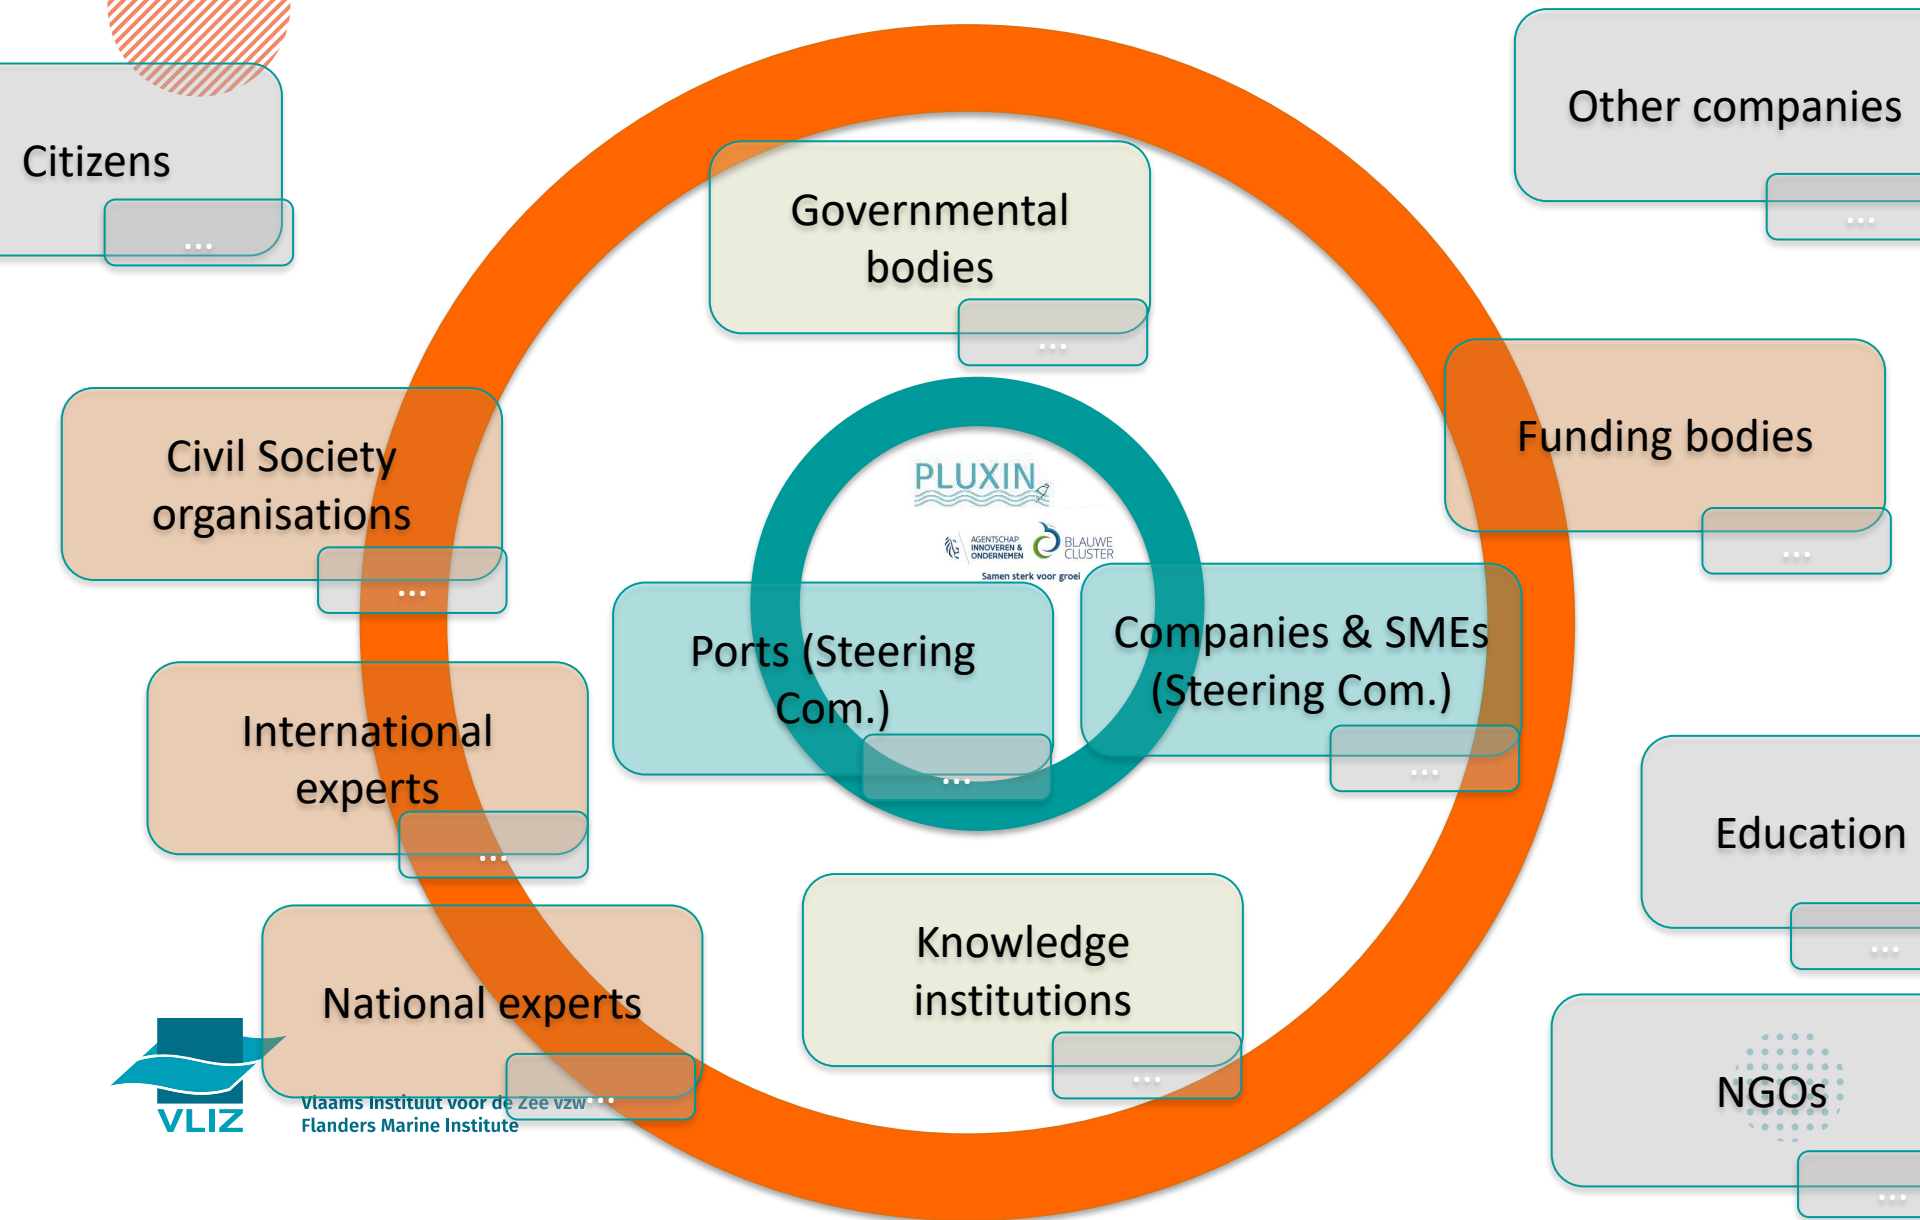 Citizens
...
Other companies
...
Governmental
bodies
...
Funding bodies
...
Civil Society
organisations
...
PLUXIN
AGENTSCHAP
INNOVEREN &
ONDERNEMEN
BLAUWE
CLUSTER
Samen sterk voor groei
Ports (Steering
Com.)
...
Companies & SMEs
(Steering Com.)
...
International
experts
...
Education
...
Knowledge
institutions
...
National experts
...
NGOs
...
VLIZ
Vlaams Instituut voor de Zee vzw
Flanders Marine Institute